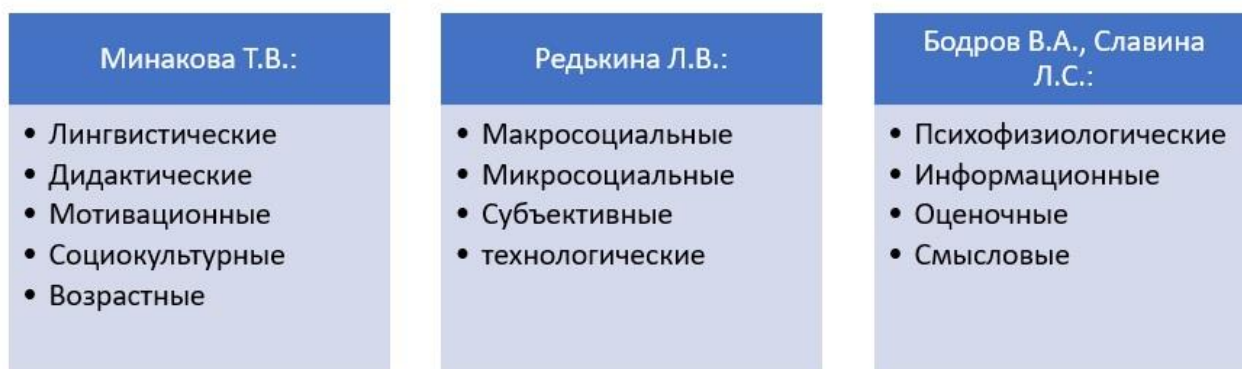 Минакова Т.В.:
• Лингвистические
• Дидактические
• Мотивационные
• Социокультурные
• Возрастные
Редькина Л.В.:
• Макросоциальные
• Микросоциальные
• Субъективные
• технологические
Бодров В.А., Славина
Л.С.:
• Психофизиологические
• Информационные
• Оценочные
• Смысловые